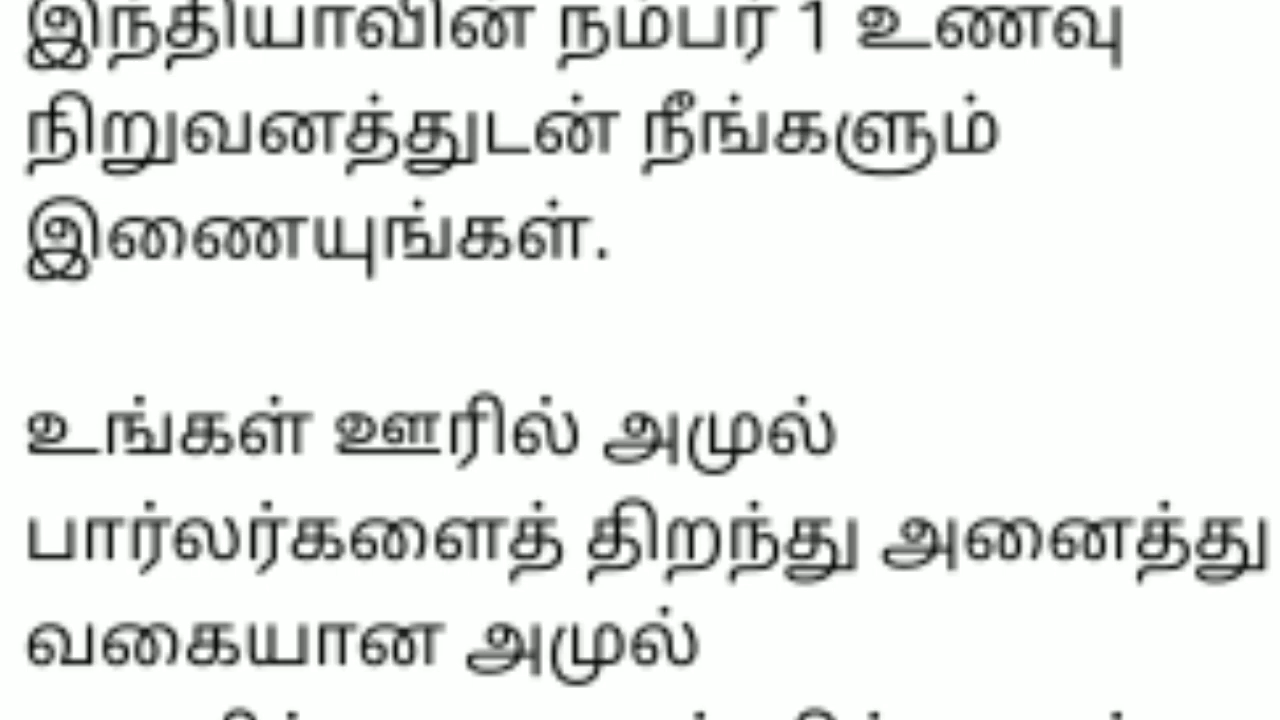 இந்தியாவின் நம்பர் 1 உணவு
நிறுவனத்துடன் நீங்களும்
இணையுங்கள்.
உங்கள் ஊரில் அமுல்
பார்லர்களைத் திறந்து அனைத்து
வகையான அமுல்